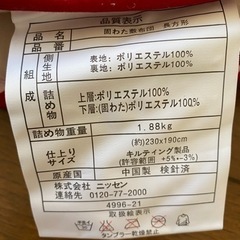 品質表示
品名 固わた敷布団 長方形
品番
組成 側生地 表地:ポリエステル100%
裏地:ポリエステル100%
詰め物 上層:ポリエステル100%
下層:(固わた)ポリエステル100%
詰め物重量 1.88kg
仕上り サイズ (約)230x190cm
キルティング製品
(許容範囲 +5%-3%)
原産国 中国製 検針済
株式会社 ニッセン
連絡先 0120-77-2000
4996-21
取扱絵表示
タンブラー乾燥